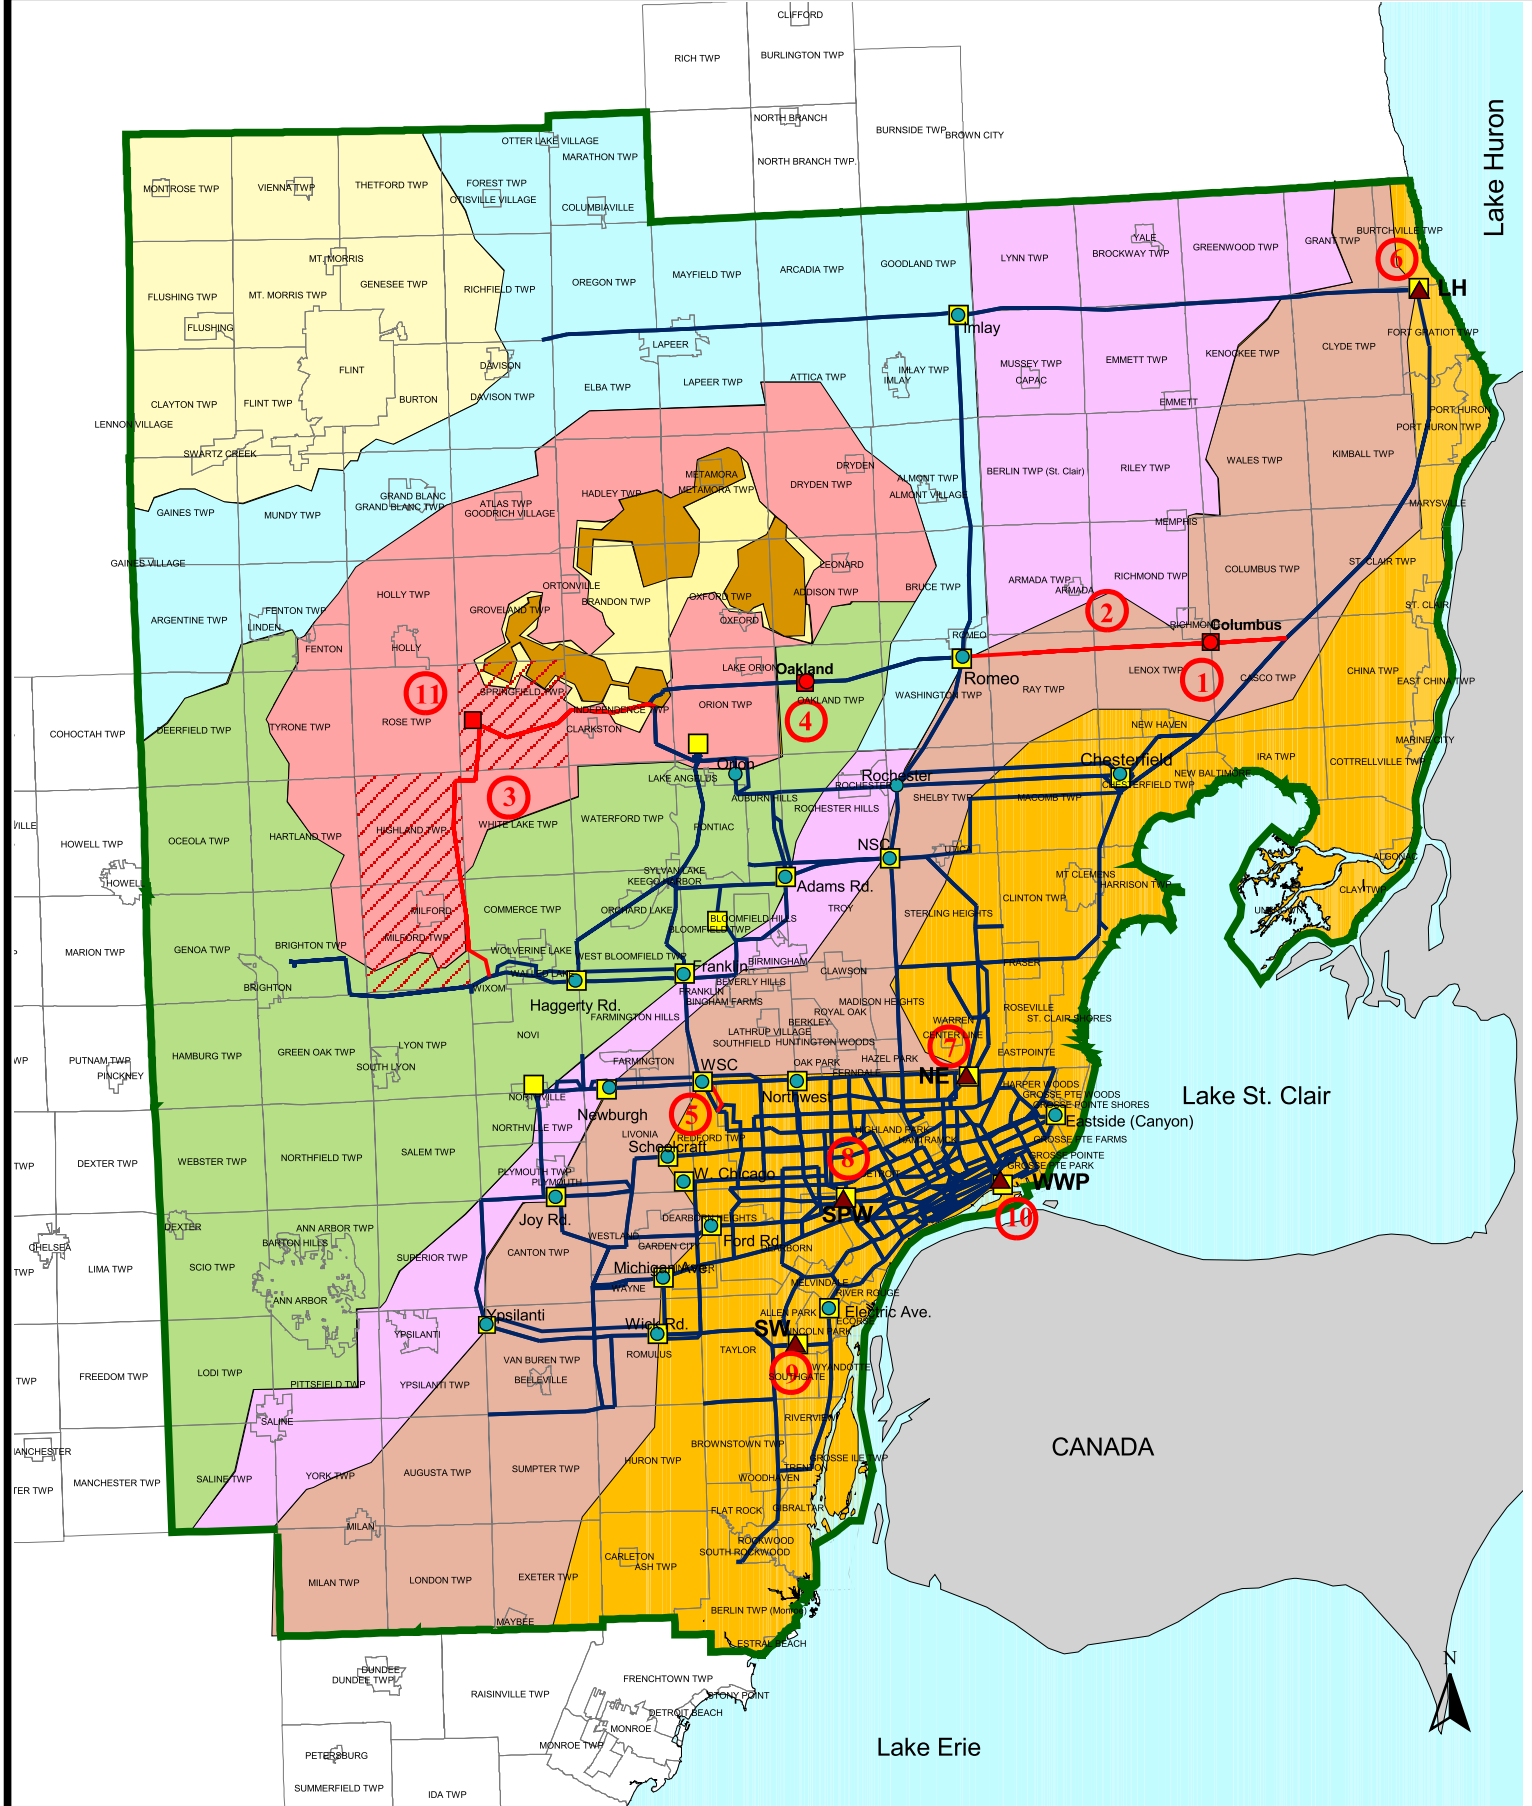 CLIFFORD
RICH TWP
BURLINGTON TWP
NORTH BRANCH
BURNSIDE TWP
BROWN CITY
NORTH BRANCH TWP.
Lake Huron
OTTER LAKE VILLAGE
MARATHON TWP
MONTROSE TWP
VIENNA TWP
THETFORD TWP
FOREST TWP
OTISVILLE VILLAGE
COLUMBIAVILLE
BURTCHVILLE TWP
YALE
BROCKWAY TWP
GREENWOOD TWP
GRANT TWP
LYNN TWP
6
MT. MORRIS
GENESEE TWP
RICHFIELD TWP
OREGON TWP
MAYFIELD TWP
ARCADIA TWP
GOODLAND TWP
FLUSHING TWP
MT. MORRIS TWP
LH
FLUSHING
Imlay
FORT GRATIOT TWP
LAPEER
CLYDE TWP
KENOCKEE TWP
EMMETT TWP
MUSSEY TWP
CAPAC
DAVISON
FLINT
IMLAY TWP
IMLAY
ATTICA TWP
LAPEER TWP
ELBA TWP
DAVISON TWP
BURTON
FLINT TWP
CLAYTON TWP
EMMETT
PORT HURON
PORT HURON TWP
LENNON VILLAGE
SWARTZ CREEK
KIMBALL TWP
WALES TWP
RILEY TWP
BERLIN TWP (St. Clair)
DRYDEN
DRYDEN TWP
METAMORA
METAMORA TWP
HADLEY TWP
ALMONT TWP
ALMONT VILLAGE
GRAND BLANC
GRAND BLANC TWP
ATLAS TWP
GOODRICH VILLAGE
GAINES TWP
MUNDY TWP
MARYSVILLE
MEMPHIS
GAINES VILLAGE
ST. CLAIR TWP
COLUMBUS TWP
RICHMOND TWP
ARMADA TWP
ARMADA
LEONARD
ADDISON TWP
BRUCE TWP
ORTONVILLE
BRANDON TWP
OXFORD TWP
OXFORD
GROVELAND TWP
HOLLY TWP
ARGENTINE TWP
FENTON TWP
LINDEN
FENTON
HOLLY
ST. CLAIR
2
RICHMOND
Columbus
ROMEO
Romeo
LAKE ORION
Oakland
OAKLAND TWP
WASHINGTON TWP
LENOX TWP
RAY TWP
1
CASCO TWP
CHINA TWP
EAST CHINA TWP
11
SPRINGFIELD TWP
INDEPENDENCE TWP
CLARKSTON
ORION TWP
4
ROSE TWP
TYRONE TWP
DEERFIELD TWP
COHOCTAH TWP
NEW HAVEN
MARINE CITY
IRA TWP
COTTRELLVILLE TWP
Chesterfield
NEW BALTIMORE
CHESTERFIELD TWP
MACOMB TWP
SHELBY TWP
Rochester
ROCHESTER
ROCHESTER HILLS
Orion
LAKE ANGELUS
AUBURN HILLS
3
WHITE LAKE TWP
WATERFORD TWP
PONTIAC
HIGHLAND TWP
HARTLAND TWP
OCEOLA TWP
HOWELL TWP
HOWELL
NSC
UTICA
ALGONAC
CLAY TWP
MT CLEMENS
HARRISON TWP
CLINTON TWP
SYLVAN LAKE
KEEGO HARBOR
Adams Rd.
TROY
STERLING HEIGHTS
ORCHARD LAKE
BLOOMFIELD HILLS
BLOOMFIELD TWP
COMMERCE TWP
MILFORD
MILFORD TWP
UNKNOWN
BRIGHTON TWP
GENOA TWP
MARION TWP
WOLVERINE LAKE
WEST BLOOMFIELD TWP
WALLED LAKE
WIXOM
Haggerty Rd.
Franklin
FRANKLIN
BIRMINGHAM
BEVERLY HILLS
BINGHAM FARMS
CLAWSON
MADISON HEIGHTS
ROYAL OAK
BERKLEY
LATHRUP VILLAGE
SOUTHFIELD
HUNTINGTON WOODS
FRASER
ROSEVILLE
ST. CLAIR SHORES
WARREN
CENTER LINE
EASTPOINTE
BRIGHTON
FARMINGTON HILLS
NOVI
LYON TWP
SOUTH LYON
GREEN OAK TWP
HAMBURG TWP
PUTNAM TWP
PINCKNEY
7
FARMINGTON
WSC
OAK PARK
HAZEL PARK
FERNDALE
NE
HARPER WOODS
GROSSE PTE WOODS
GROSSE POINTE SHORES
Lake St. Clair
NORTHVILLE
Newburgh
Northwest
5
Eastside (Canyon)
NORTHVILLE TWP
LIVONIA
REDFORD TWP
HIGHLAND PARK
HAMTRAMCK
GROSSE PTE FARMS
GROSSE POINTE
GROSSE PTE PARK
Schoolcraft
8
DETROIT
SALEM TWP
NORTHFIELD TWP
WEBSTER TWP
DEXTER TWP
PLYMOUTH TWP
PLYMOUTH
W. Chicago
WWP
10
Joy Rd.
DEARBORN HEIGHTS
SPW
DEXTER
ANN ARBOR TWP
BARTON HILLS
CHELSEA
WESTLAND
GARDEN CITY
Ford Rd.
DEARBORN
CANTON TWP
SUPERIOR TWP
SCIO TWP
LIMA TWP
Michigan Ave.
WAYNE
MELVINDALE
RIVER ROUGE
ANN ARBOR
ALLEN PARK
Electric Ave.
ECORSE
Ypsilanti
YPSILANTI
Wick Rd.
SW
LINCOLN PARK
ROMULUS
TAYLOR
VAN BUREN TWP
BELLEVILLE
9
WYANDOTTE
SOUTHGATE
LODI TWP
FREEDOM TWP
PITTSFIELD TWP
YPSILANTI TWP
SALINE
RIVERVIEW
CANADA
BROWNSTOWN TWP
GROSSE ILE TWP
TRENTON
WOODHAVEN
HURON TWP
SUMPTER TWP
AUGUSTA TWP
YORK TWP
SALINE TWP
MANCHESTER TWP
GIBRALTAR
FLAT ROCK
MILAN
ROCKWOOD
SOUTH ROCKWOOD
CARLETON
ASH TWP
EXETER TWP
LONDON TWP
MILAN TWP
MAYBEE
BERLIN TWP (Monroe)
ESTRAL BEACH
DUNDEE
DUNDEE TWP
FRENCHTOWN TWP
RAISINVILLE TWP
STONY POINT
DETROIT BEACH
MONROE
MONROE TWP
N
Lake Erie
PETERSBURG
SUMMERFIELD TWP
IDA TWP